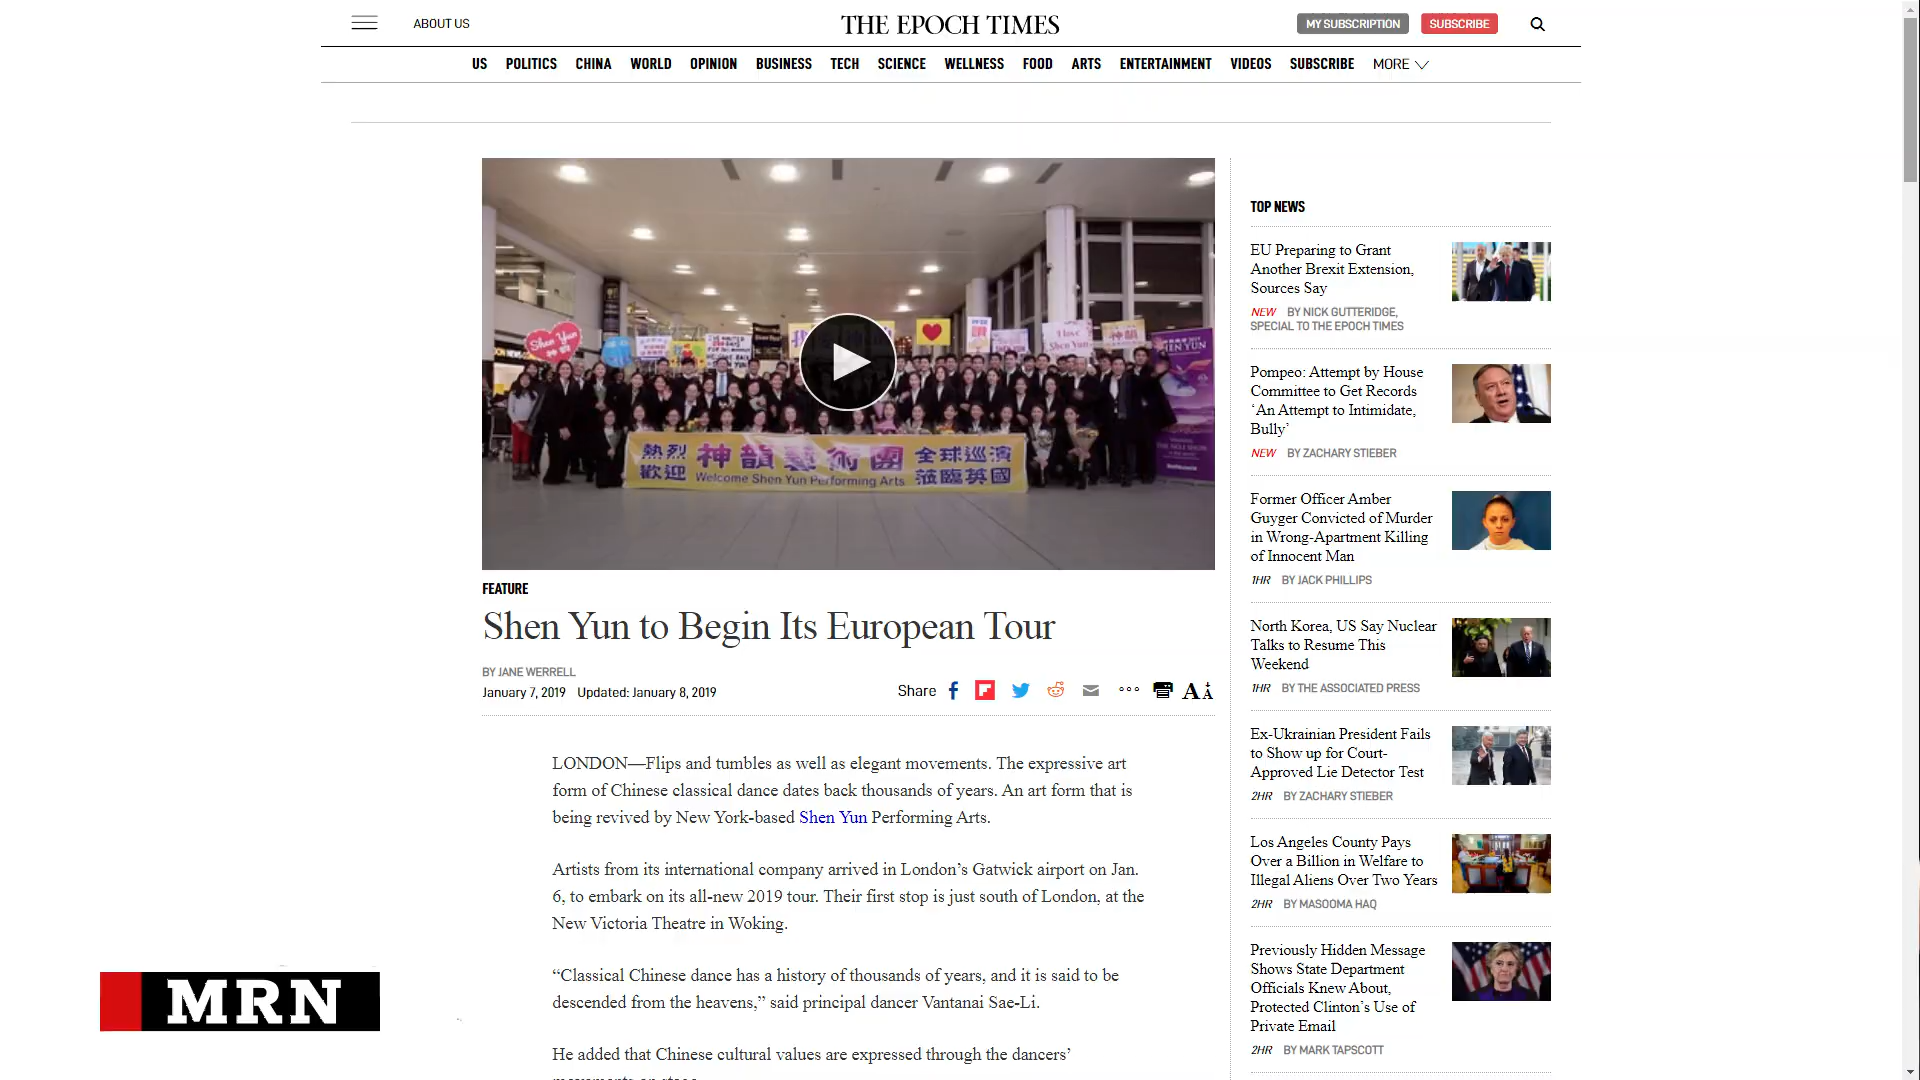 ABOUT US
THE EPOCH TIMES
MY SUBSCRIPTION
SUBSCRIBE
US POLITICS CHINA WORLD OPINION BUSINESS TECH SCIENCE WELLNESS FOOD ARTS ENTERTAINMENT VIDEOS SUBSCRIBE MORE
Shen Yun
神韻
I love
Shen Yun
神韻
熱烈 神韻藝術團 全球巡演
歡迎 Welcome Shen Yun Performing Arts 蒞臨英國
FEATURE
Shen Yun to Begin Its European Tour
BY JANE WERRELL
January 7, 2019 Updated: January 8, 2019
Share
LONDON—Flips and tumbles as well as elegant movements. The expressive art
form of Chinese classical dance dates back thousands of years. An art form that is
being revived by New York-based Shen Yun Performing Arts.
Artists from its international company arrived in London’s Gatwick airport on Jan.
6, to embark on its all-new 2019 tour. Their first stop is just south of London, at the
New Victoria Theatre in Woking.
“Classical Chinese dance has a history of thousands of years, and it is said to be
descended from the heavens,” said principal dancer Vantanai Sae-Li.
He added that Chinese cultural values are expressed through the dancers’
TOP NEWS
EU Preparing to Grant
Another Brexit Extension,
Sources Say
NEW BY NICK GUTTERIDGE,
SPECIAL TO THE EPOCH TIMES
Pompeo: Attempt by House
Committee to Get Records
‘An Attempt to Intimidate,
Bully’
NEW BY ZACHARY STIEBER
Former Officer Amber
Guyger Convicted of Murder
in Wrong-Apartment Killing
of Innocent Man
1HR BY JACK PHILLIPS
North Korea, US Say Nuclear
Talks to Resume This
Weekend
1HR BY THE ASSOCIATED PRESS
Ex-Ukrainian President Fails
to Show up for Court-
Approved Lie Detector Test
2HR BY ZACHARY STIEBER
Los Angeles County Pays
Over a Billion in Welfare to
Illegal Aliens Over Two Years
2HR BY MASOOMA HAQ
Previously Hidden Message
Shows State Department
Officials Knew About,
Protected Clinton’s Use of
Private Email
2HR BY MARK TAPSCOTT
MRN